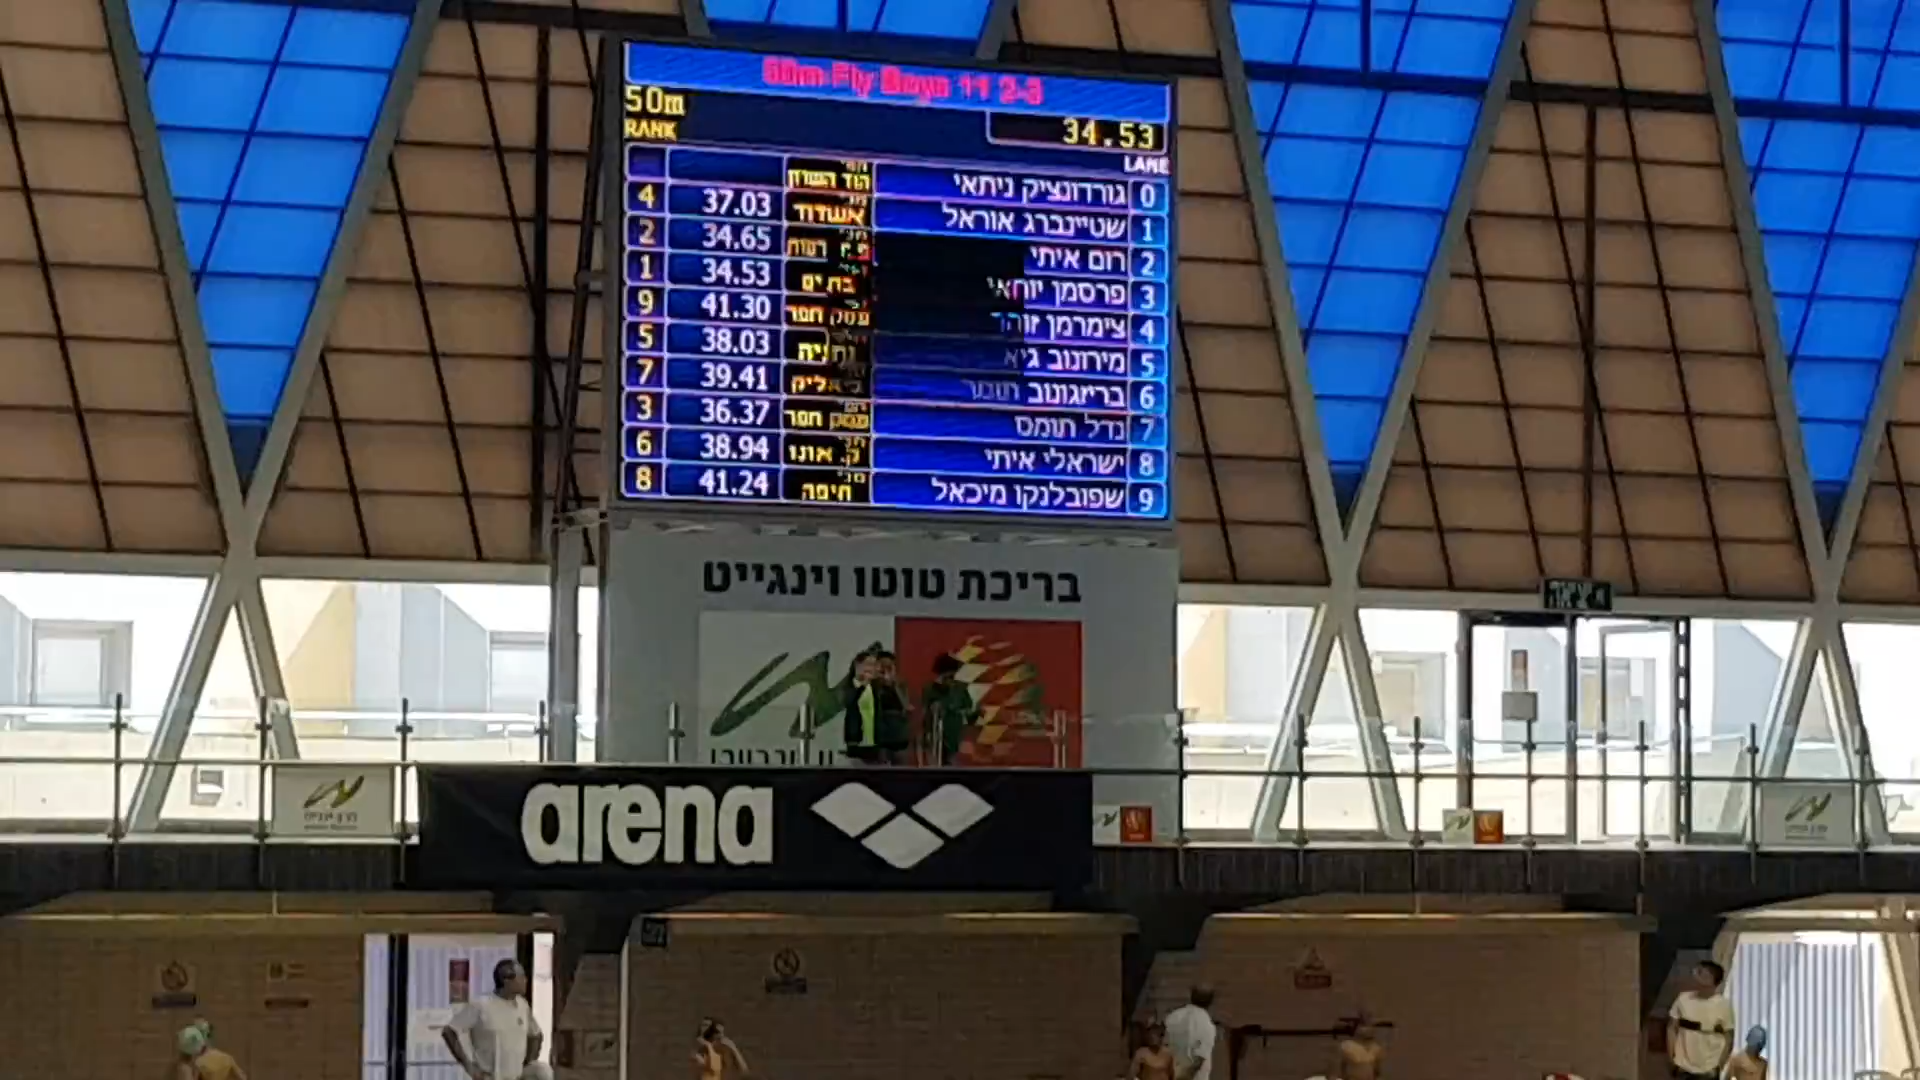 50m Fly Boys 11 2-3
50m
34.53
RANK
LANE
הוד השרון גורדונציק ניתאי 0
4 37.03 אשדוד שטיינברג אוראל 1
2 34.65 רום איתי 2
1 34.53 בת ים פרסמן יוחאי 3
9 41.30 עמק חפר צימרמן זוהר 4
5 38.03 מירונוב גיא 5
7 39.41 בריזגונוב תומר 6
3 36.37 עמק חפר נדל תומס 7
6 38.94 ק. אונו ישראלי איתי 8
8 41.24 חיפה שפובלנקו מיכאל 9
בריכת טוטו וינגייט
arena